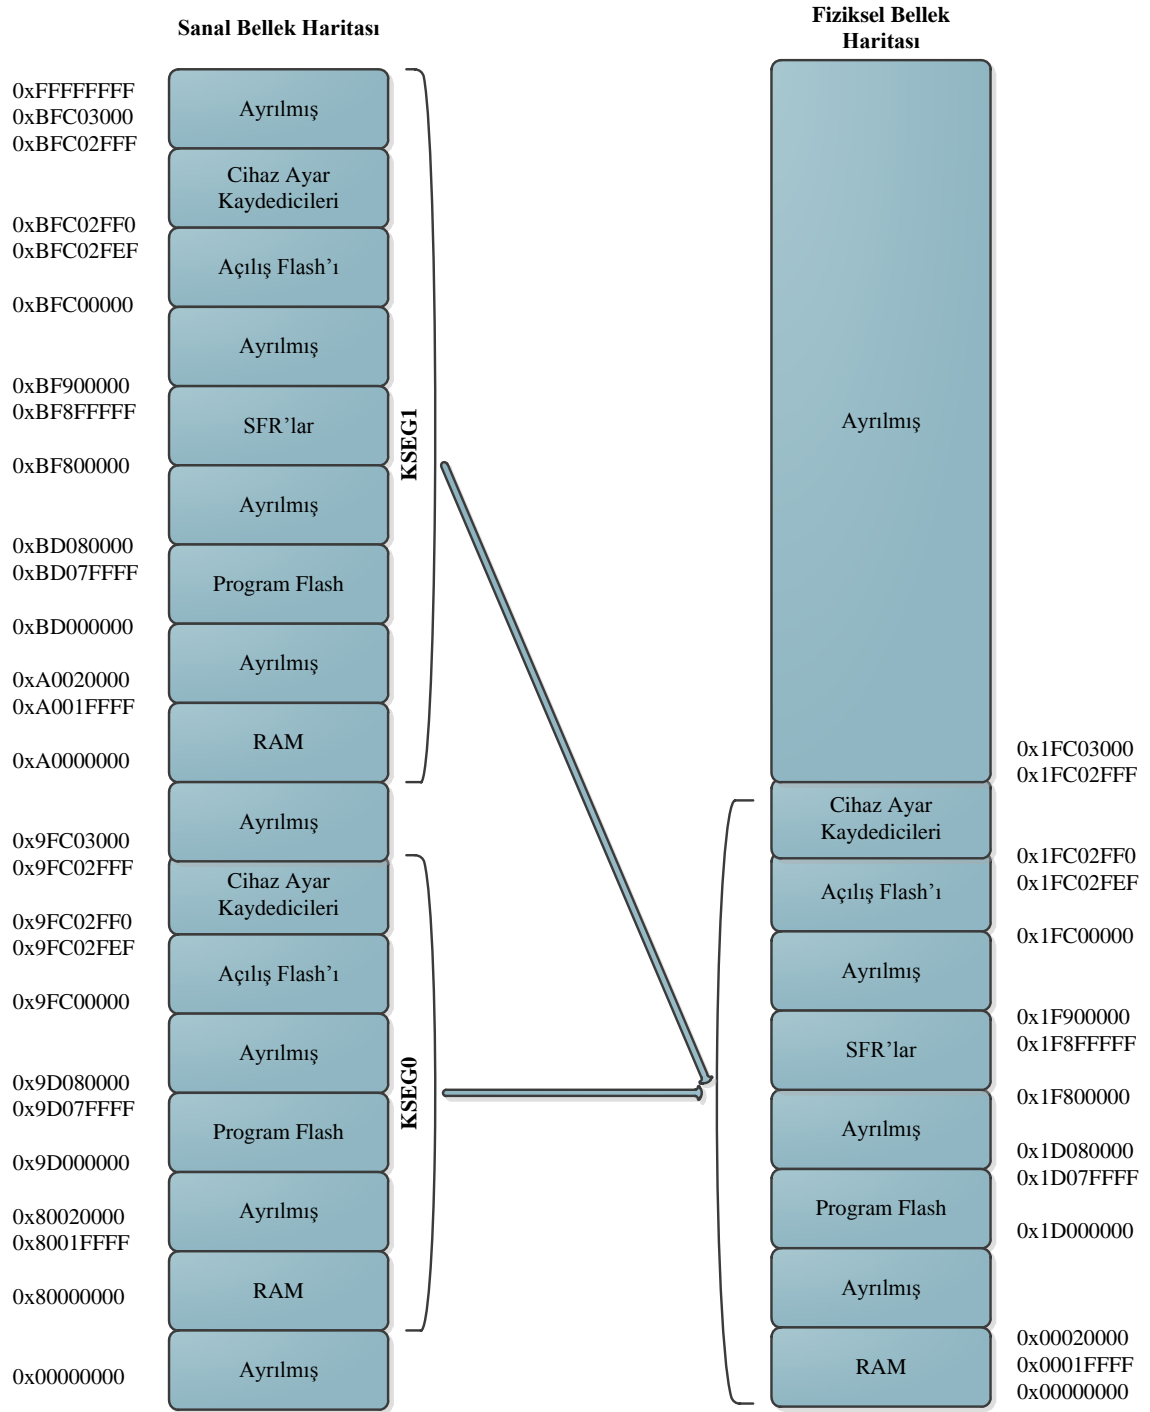 Sanal Bellek Haritası
0xFFFFFFFF
0xBFC03000
0xBFC02FFF
0xBFC02FF0
0xBFC02FEF
0xBFC00000
0xBF900000
0xBF8FFFFF
0xBF800000
0xBD080000
0xBD07FFFF
0xBD000000
0xA0020000
0xA001FFFF
0xA0000000
0x9FC03000
0x9FC02FFF
0x9FC02FF0
0x9FC02FEF
0x9FC00000
0x9D080000
0x9D07FFFF
0x9D000000
0x80020000
0x8001FFFF
0x80000000
0x00000000
Ayrılmış
Cihaz Ayar
Kaydedicileri
Açılış Flash’ı
Ayrılmış
SFR’lar
Ayrılmış
Program Flash
Ayrılmış
RAM
Ayrılmış
Cihaz Ayar
Kaydedicileri
Açılış Flash’ı
Ayrılmış
Program Flash
Ayrılmış
RAM
Ayrılmış
KSEG1
KSEG0
Fiziksel Bellek
Haritası
Ayrılmış
Cihaz Ayar
Kaydedicileri
Açılış Flash’ı
Ayrılmış
SFR’lar
Ayrılmış
Program Flash
Ayrılmış
RAM
0x1FC03000
0x1FC02FFF
0x1FC02FF0
0x1FC02FEF
0x1FC00000
0x1F900000
0x1F8FFFFF
0x1F800000
0x1D080000
0x1D07FFFF
0x1D000000
0x00020000
0x0001FFFF
0x00000000